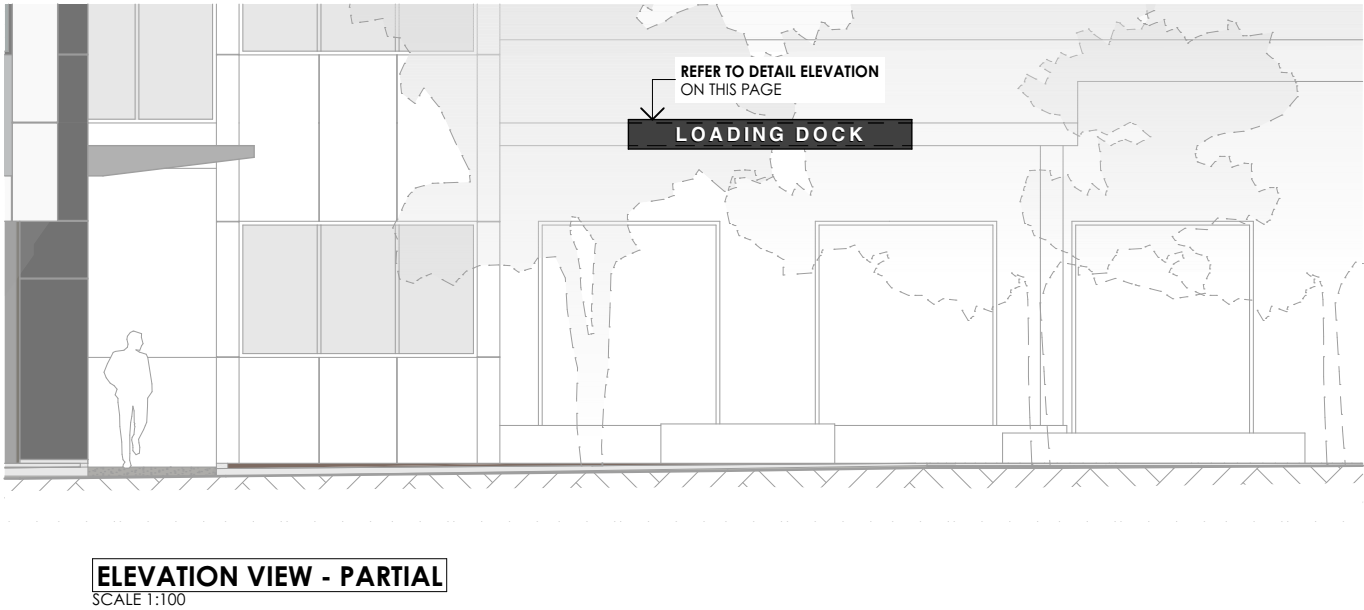 REFER TO DETAIL ELEVATION
ON THIS PAGE
LOADING DOCK
ELEVATION VIEW - PARTIAL
SCALE 1:100